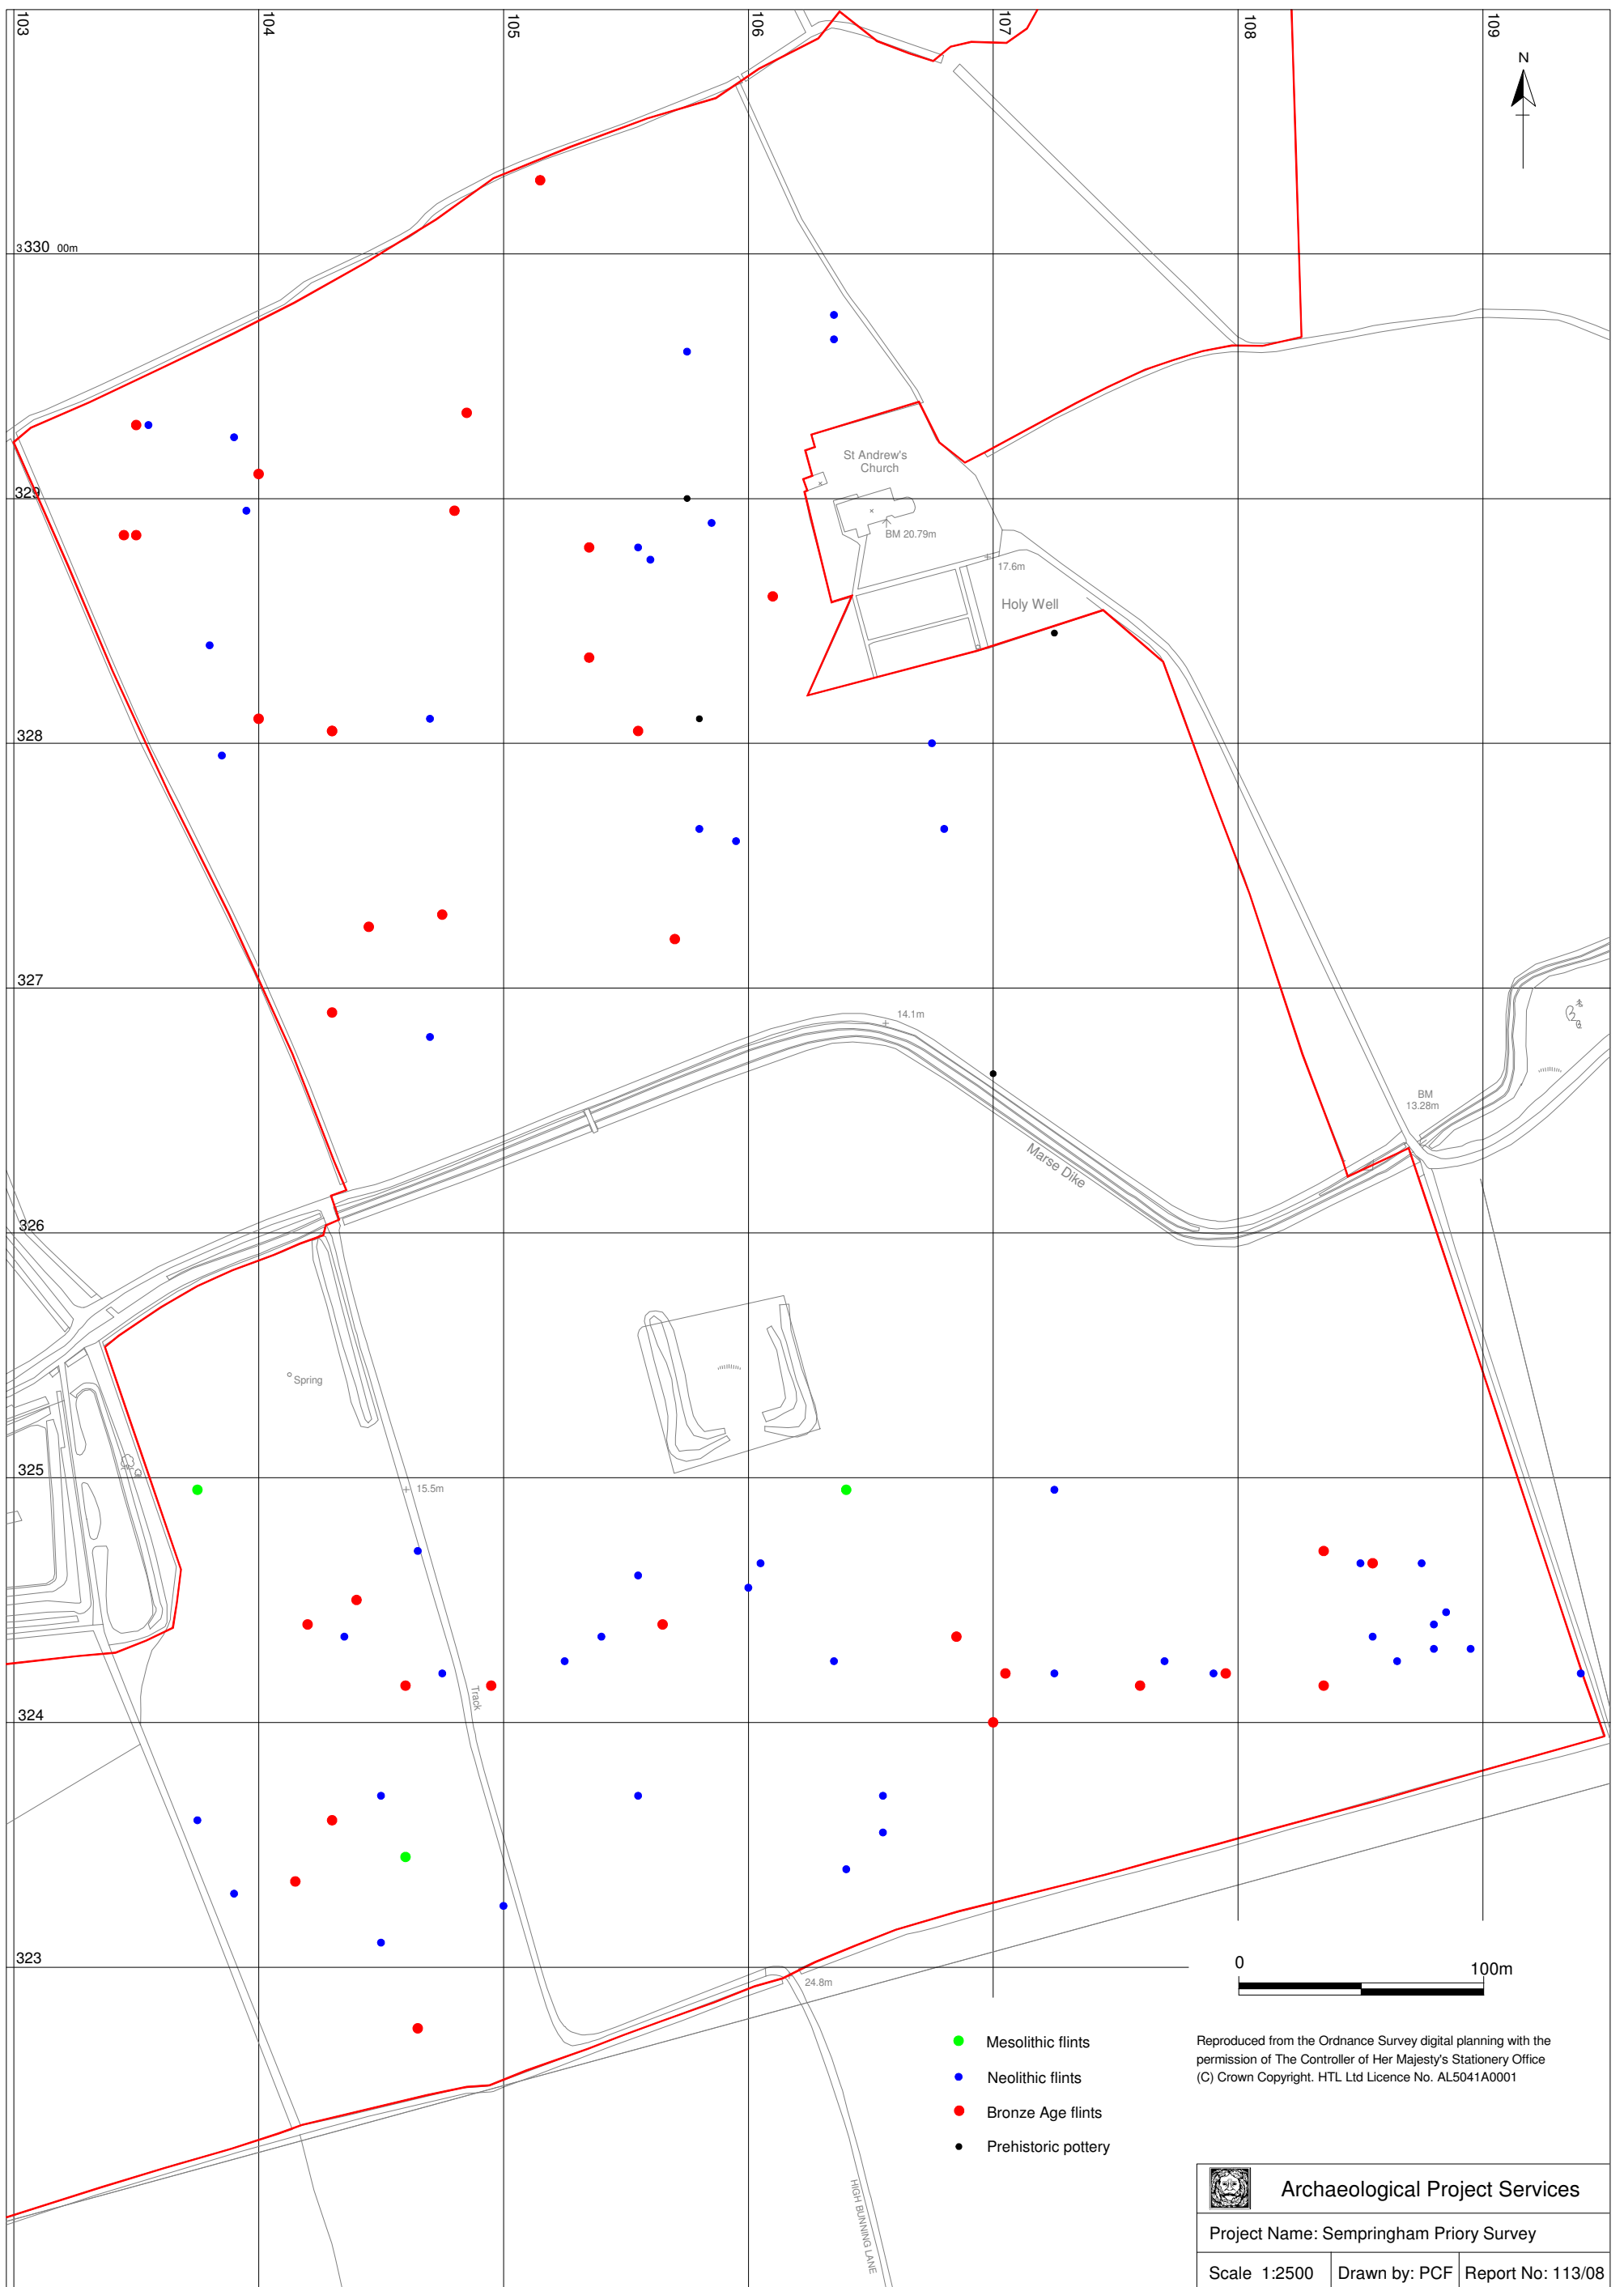 103
104
105
106
107
108
109
N
3330 00m
St Andrew's
Church
329
BM 20.79m
17.6m
Holy Well
328
327
14.1m
BM
13.28m
Marse Dike
326
Spring
325
15.5m
Track
324
323
24.8m
0 100m
Mesolithic flints
Neolithic flints
Bronze Age flints
Prehistoric pottery
Reproduced from the Ordnance Survey digital planning with the
permission of The Controller of Her Majesty's Stationery Office
(C) Crown Copyright. HTL Ltd Licence No. AL5041A0001
HIGH BUNNING LANE
Archaeological Project Services
Project Name: Sempringham Priory Survey
Scale 1:2500 Drawn by: PCF Report No: 113/08